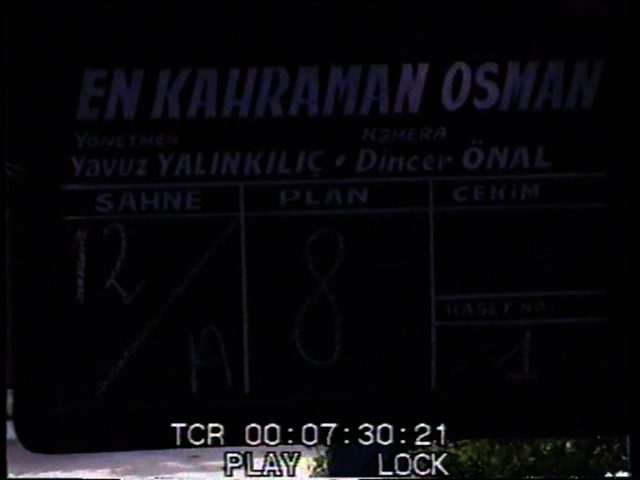 EN KAHRAMAN OSMAN
YÖNETMEN KAMERA
Yavuz YALINKILIÇ • Dincer ÖNAL
SAHNE PLAN ÇEKİM
12/A 8
KASET NO:
1
TCR 00:07:30:21
PLAY LOCK